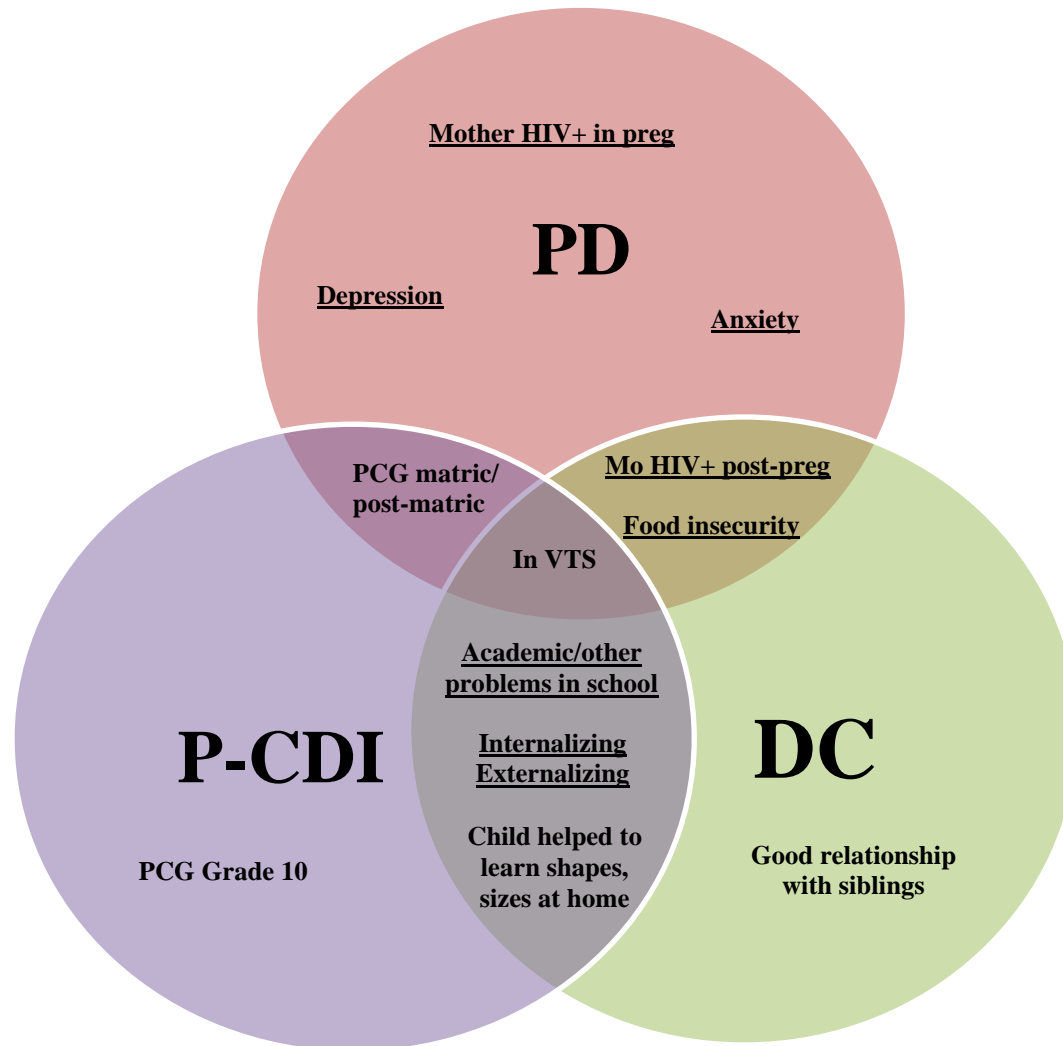 Mother HIV+ in preg
PD
Depression
Anxiety
PCG matric/
post-matric
Mo HIV+ post-preg
Food insecurity
In VTS
Academic/other
problems in school
Internalizing
Externalizing
P-CDI
DC
Child helped to
learn shapes,
sizes at home
PCG Grade 10
Good relationship
with siblings